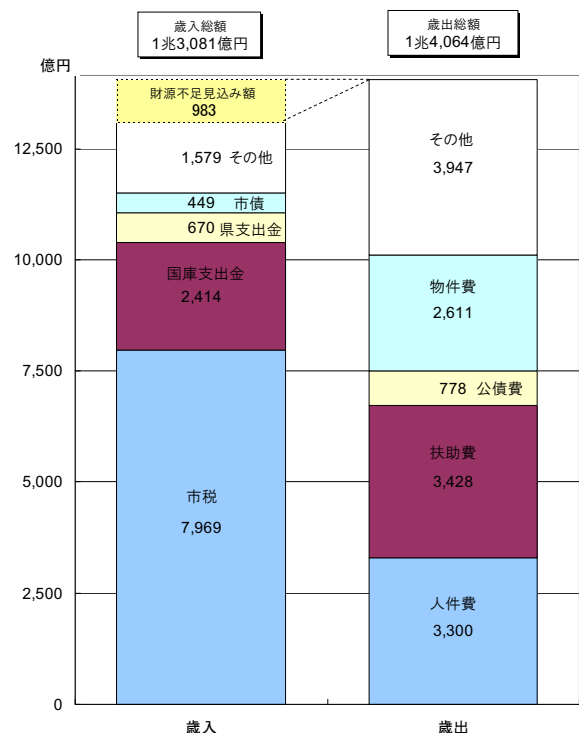 歳入総額
1兆3,081億円
歳出総額
1兆4,064億円
億円
財源不足見込み額
983
1,579 その他
449 市債
670 県支出金
国庫支出金
2,414
市税
7,969
その他
3,947
物件費
2,611
778 公債費
扶助費
3,428
人件費
3,300
12,500
10,000
7,500
5,000
2,500
0
歳入
歳出